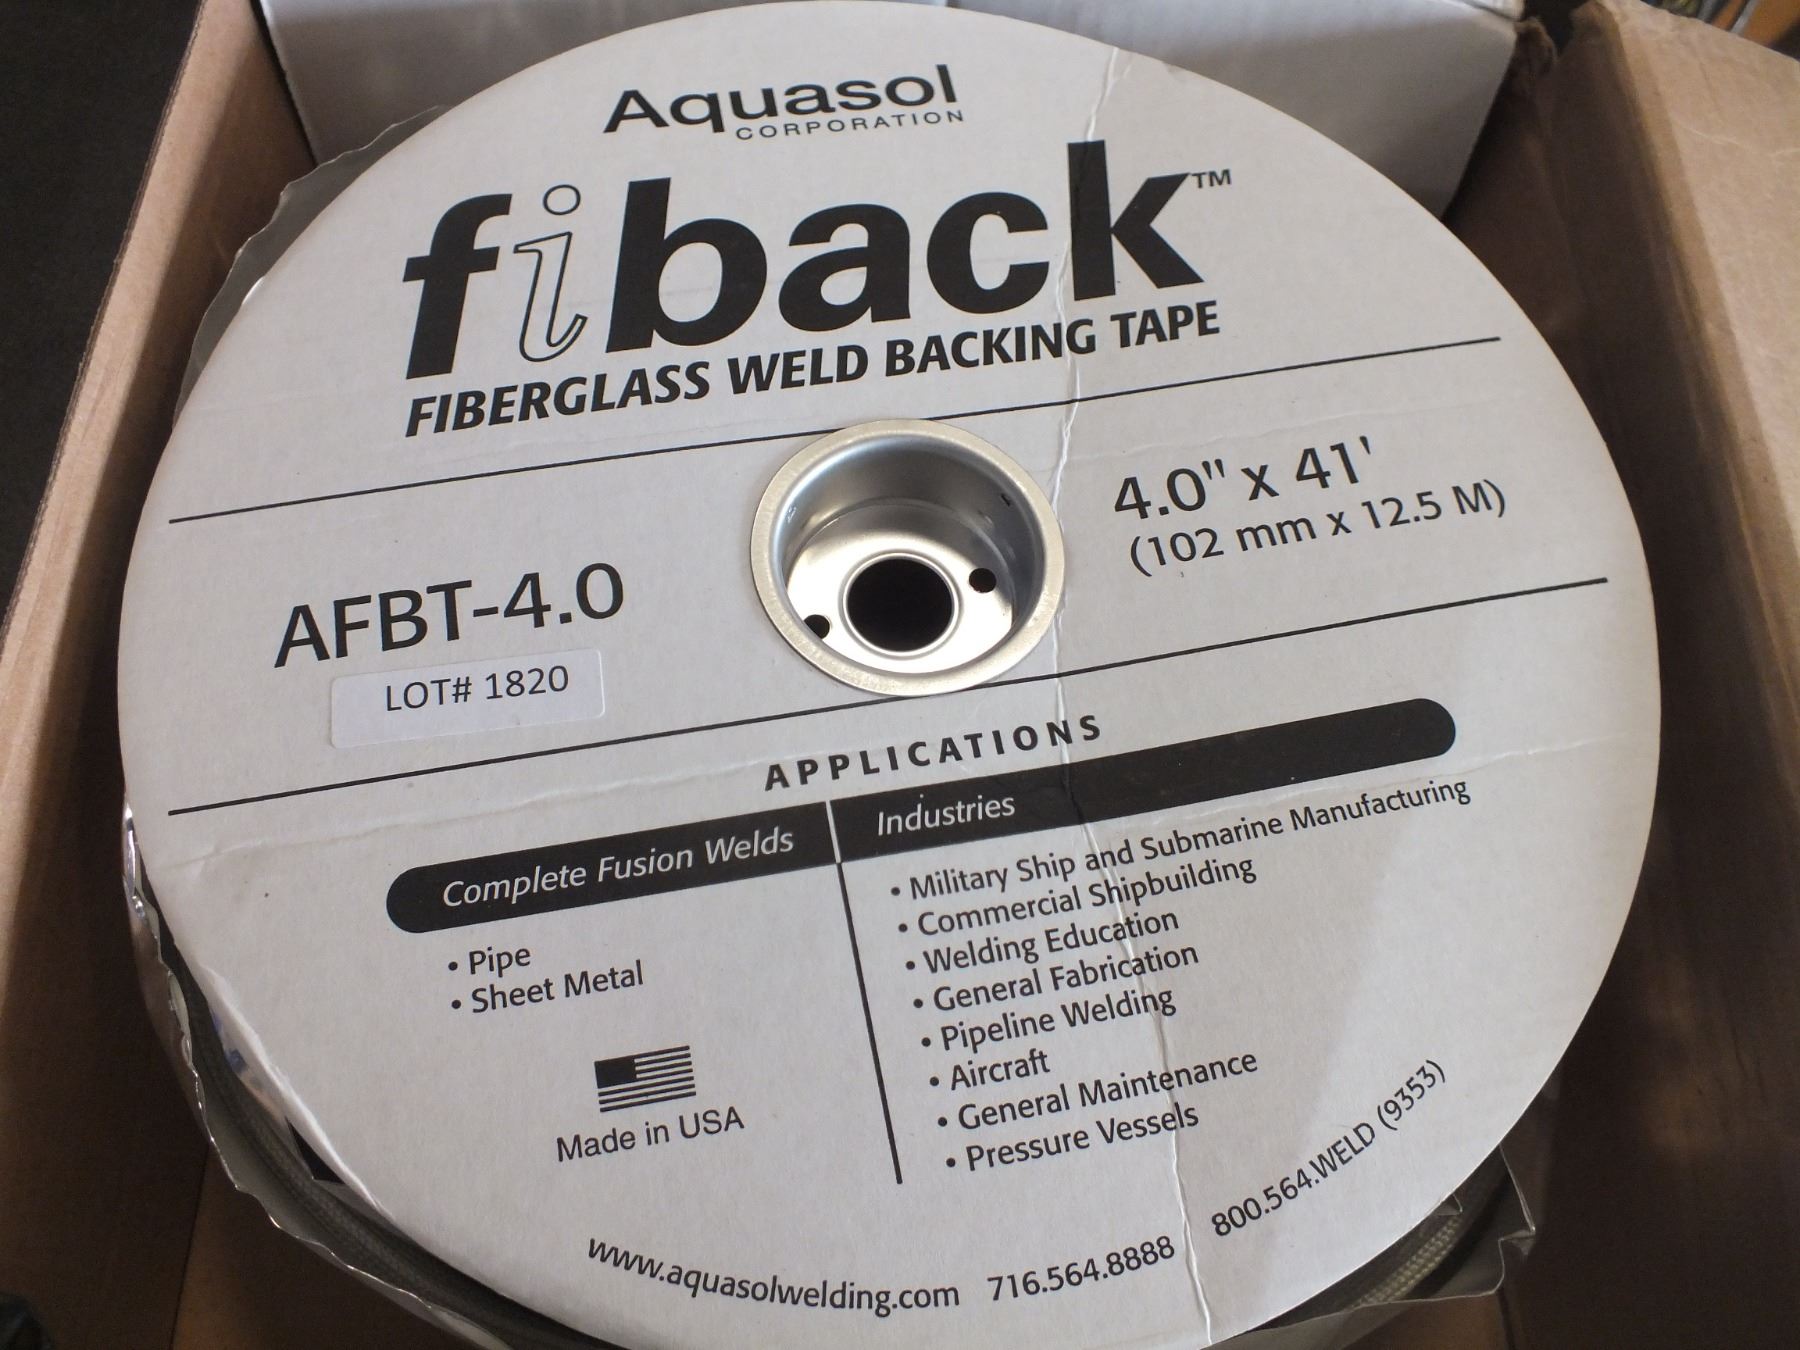 Aquasol
CORPORATION
fiback™
FIBERGLASS WELD BACKING TAPE
4.0" x 41'
(102 mm x 12.5 M)
AFBT-4.0
LOT# 1820
APPLICATIONS
Complete Fusion Welds
• Pipe
• Sheet Metal
Industries
• Military Ship and Submarine Manufacturing
• Commercial Shipbuilding
• Welding Education
• General Fabrication
• Pipeline Welding
• Aircraft
• General Maintenance
• Pressure Vessels
Made in USA
www.aquasolwelding.com 716.564.8888 800.564.WELD (9353)